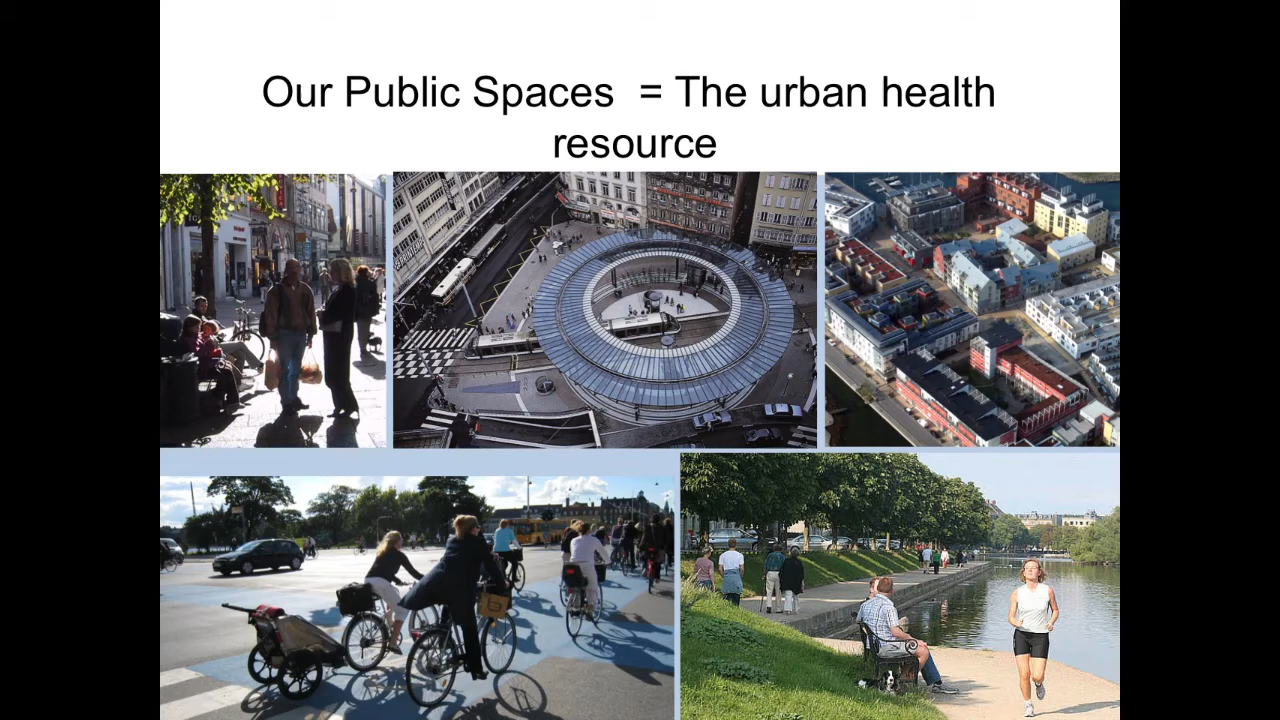 Our Public Spaces  = The urban health
resource